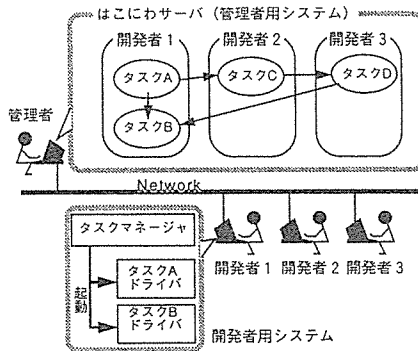 はこにわサーバ（管理者用システム）
開発者1 開発者2 開発者3
タスクA タスクC タスクD
タスクB
管理者
Network
タスクマネージャ
起動
タスクA
ドライバ
タスクB
ドライバ
開発者1 開発者2 開発者3
開発者用システム